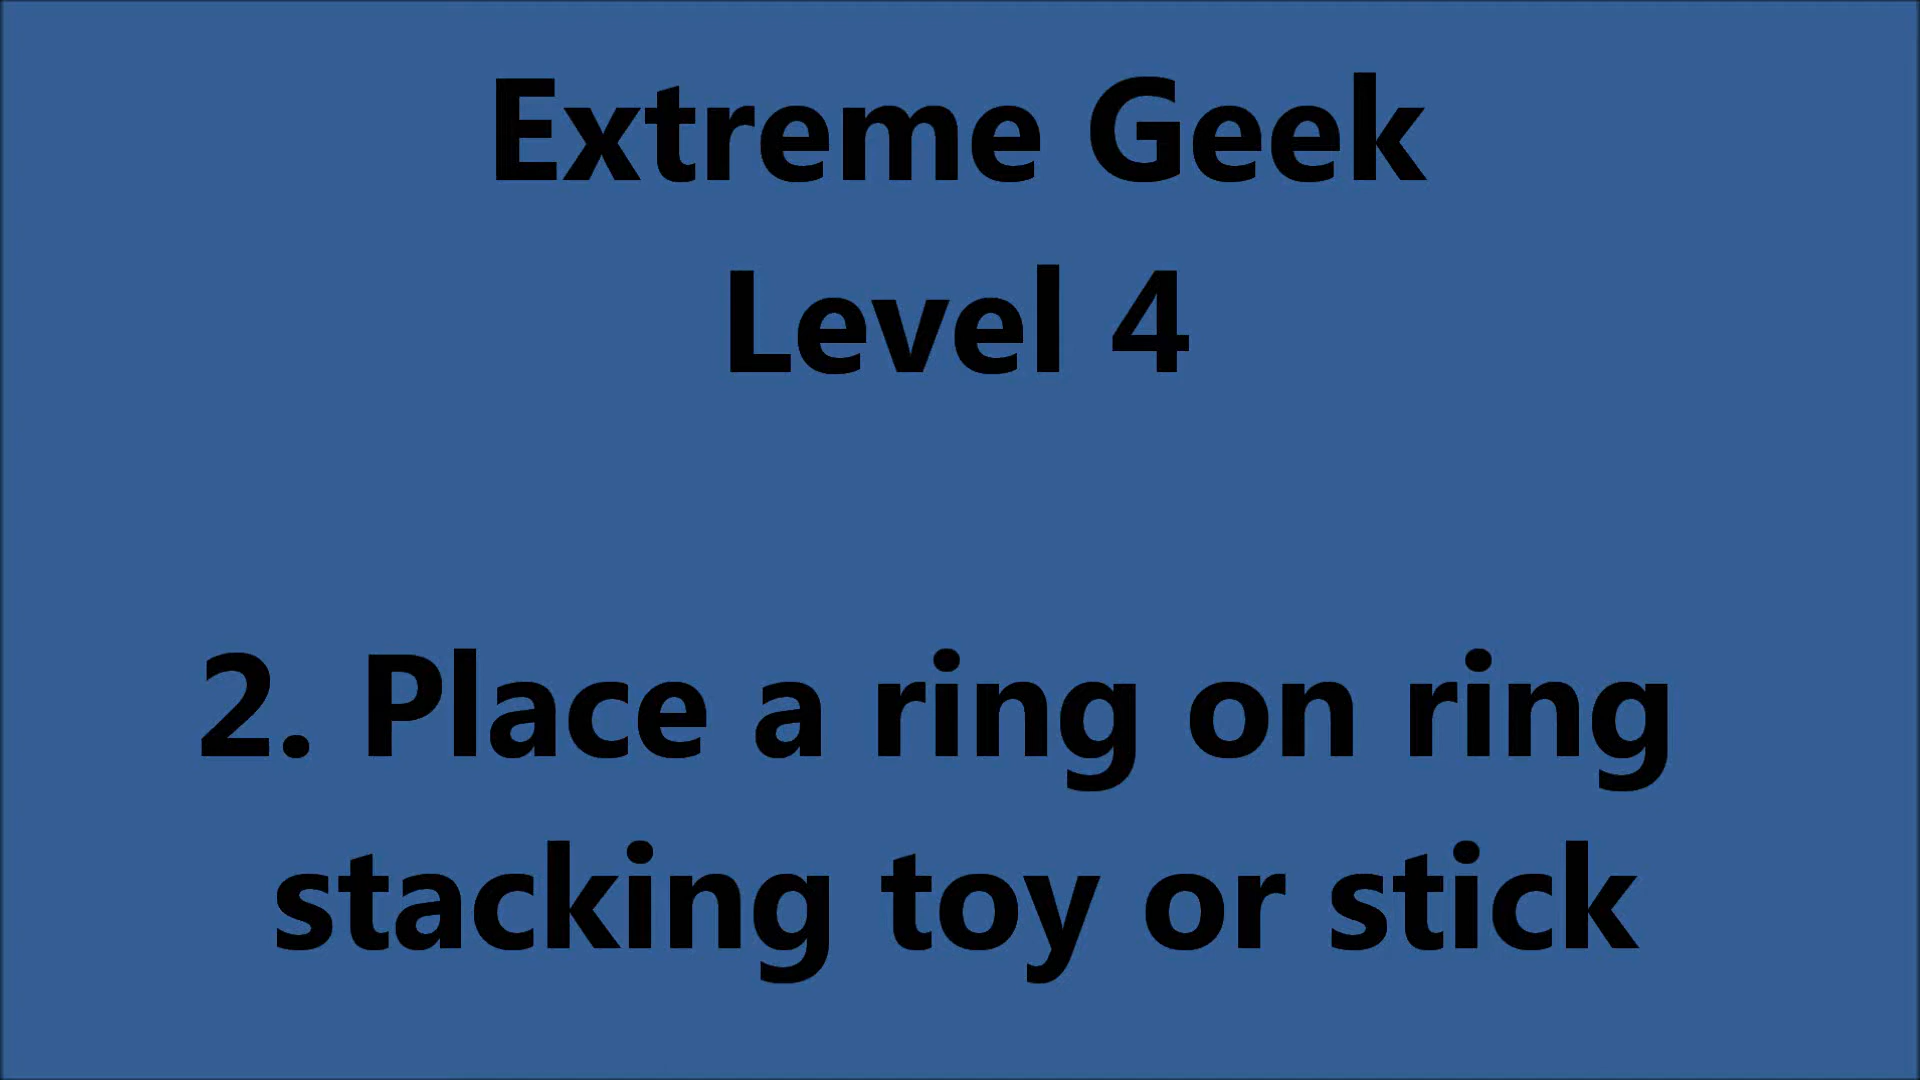 Extreme Geek
Level 4
2. Place a ring on ring
stacking toy or stick